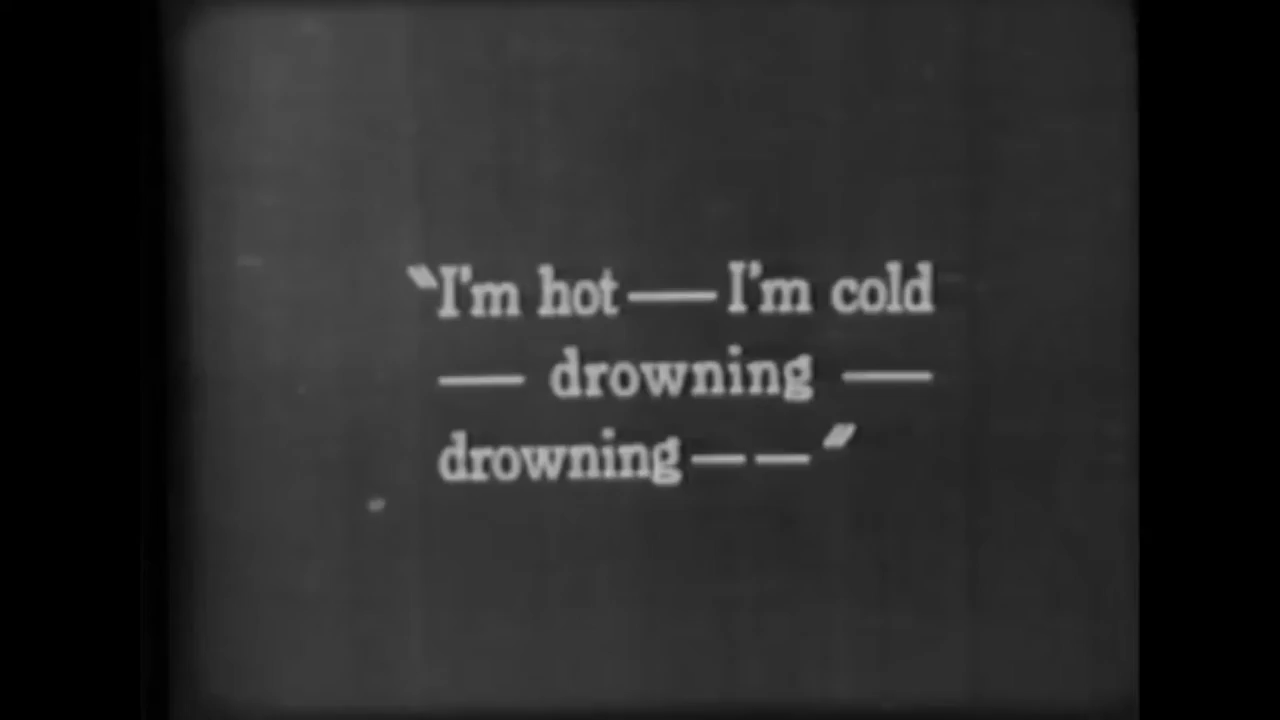 "I'm hot — I'm cold
— drowning —
drowning — — "